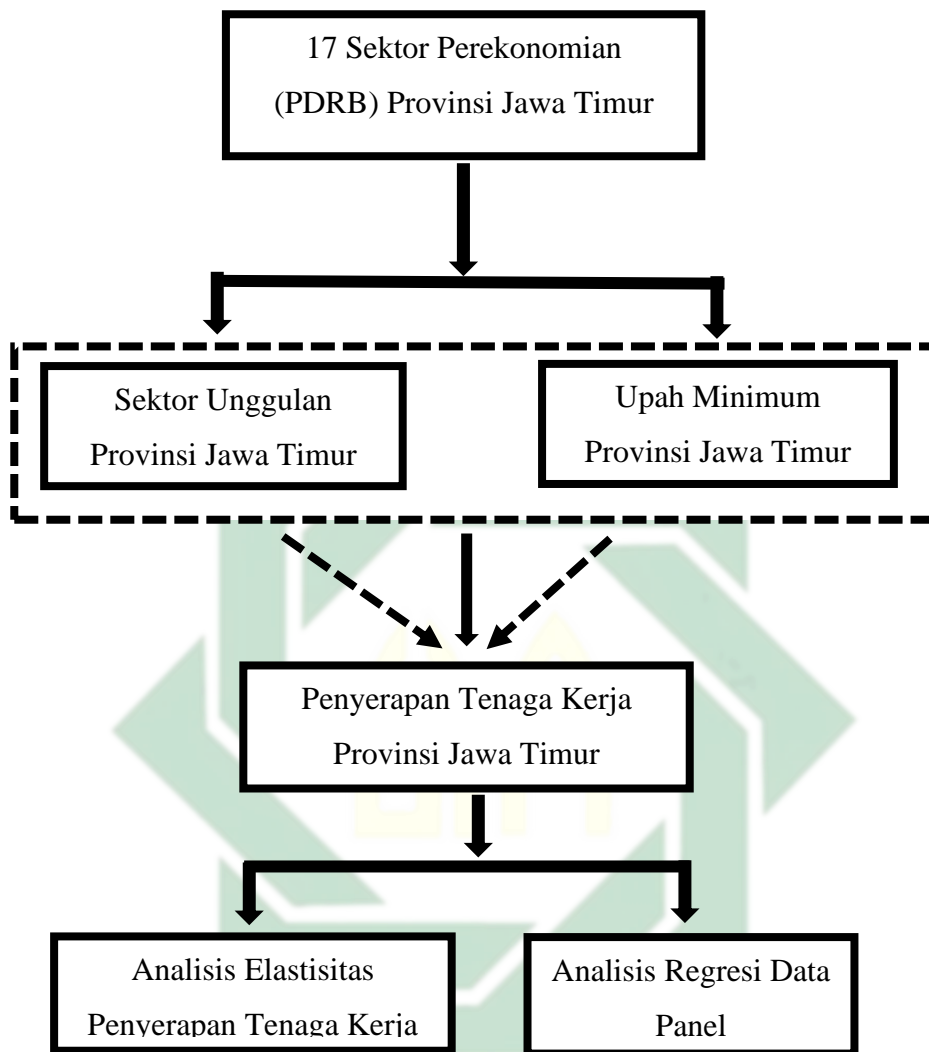 17 Sektor Perekonomian
(PDRB) Provinsi Jawa Timur
Sektor Unggulan
Provinsi Jawa Timur
Upah Minimum
Provinsi Jawa Timur
Penyerapan Tenaga Kerja
Provinsi Jawa Timur
Analisis Elastisitas
Penyerapan Tenaga Kerja
Analisis Regresi Data
Panel